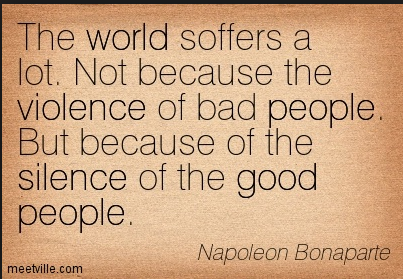 The world soffers a
lot. Not because the
violence of bad people.
But because of the
silence of the good
people.
Napoleon Bonaparte
meetville.com